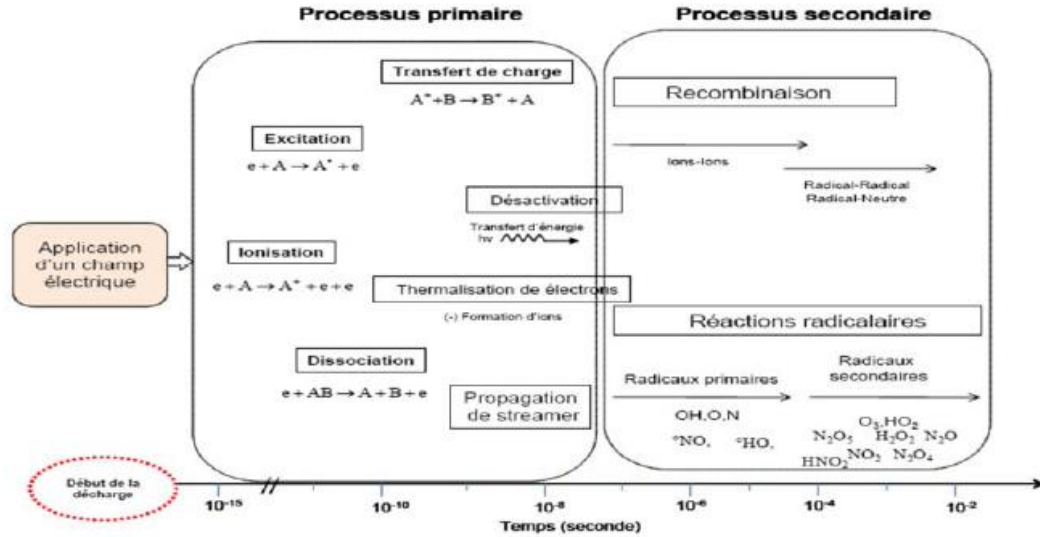 Processus primaire
Processus secondaire
Transfert de charge
A⁺+B → B⁺ + A
Excitation
e + A → A* + e
Désactivation
Transfert d'énergie
hv
Application
d'un champ
électrique
Ionisation
e + A → A⁺ + e + e
Thermalisation de électrons
(-) Formation d'ions
Dissociation
e + AB → A + B + e
Propagation
de streamer
Recombinaison
Ions-Ions
Radical-Radical
Radical-Neutre
Réactions radicalaires
Radicaux primaires
OH,O,N
°NO, °HO,
Radicaux
secondaires
O₃,HO₂
N₂O₅ H₂O₂ N₂O
HNO₂ NO₂ N₂O₄
Début de la
décharge
10⁻¹⁵ 10⁻¹⁰ 10⁻⁸ 10⁻⁶ 10⁻⁴ 10⁻²
Temps (seconde)